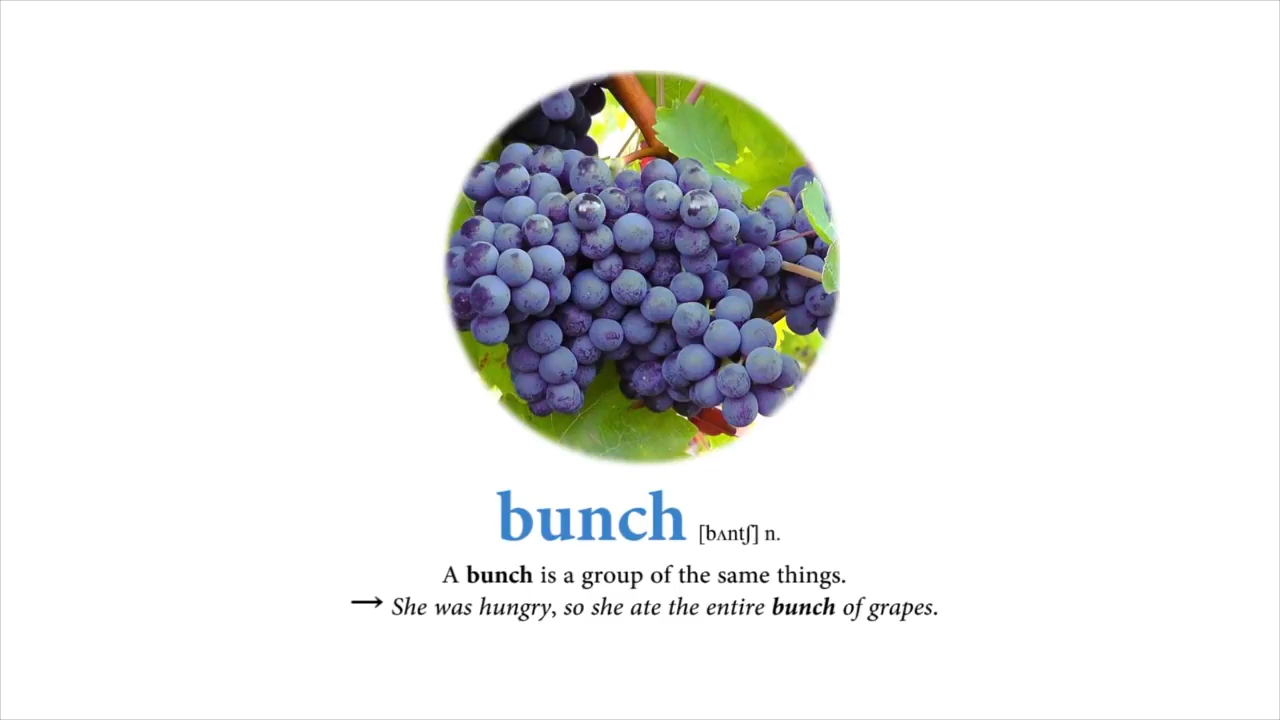 bunch [bʌntʃ] n.
A bunch is a group of the same things.
→ She was hungry, so she ate the entire bunch of grapes.